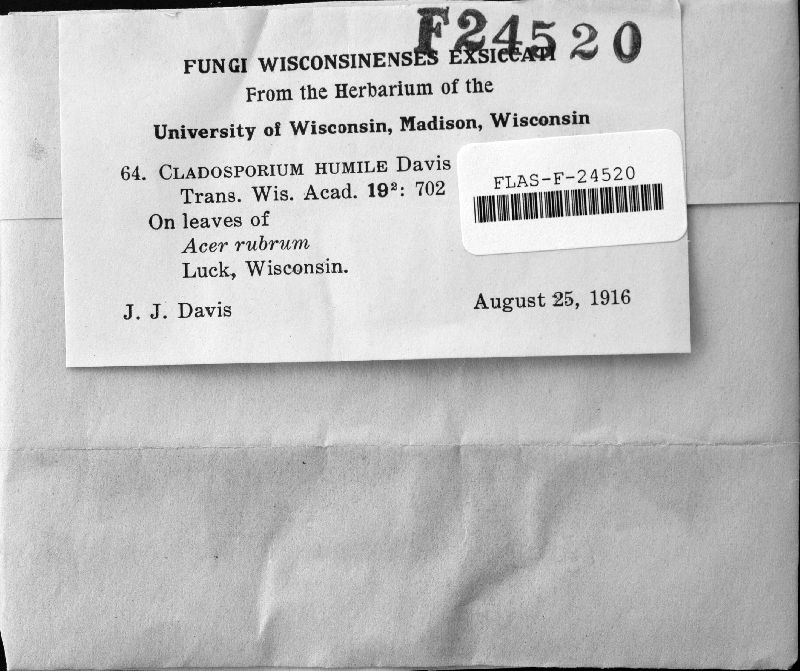 F24520
FUNGI WISCONSINENSES EXSICCATI
From the Herbarium of the
University of Wisconsin, Madison, Wisconsin
64. CLADOSPORIUM HUMILE Davis
Trans. Wis. Acad. 19²: 702
On leaves of
Acer rubrum
Luck, Wisconsin.
J. J. Davis
August 25, 1916
FLAS-F-24520